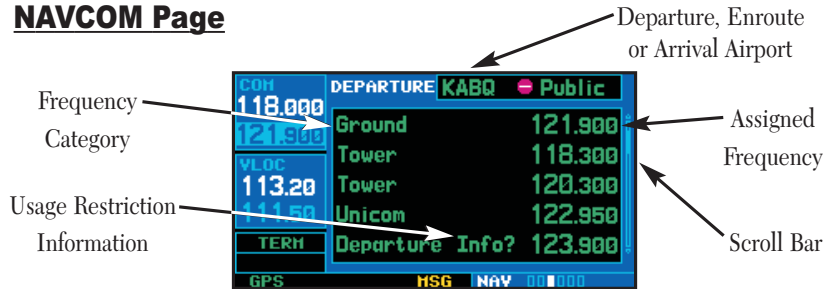 NAVCOM Page
Departure, Enroute
or Arrival Airport
Frequency
Category
Usage Restriction
Information
Assigned
Frequency
Scroll Bar
COM
118.000
121.900
VLOC
113.20
111.50
TERM
GPS
DEPARTURE KABQ Public
Ground 121.900
Tower 118.300
Tower 120.300
Unicom 122.950
Departure Info? 123.900
MSG NAV